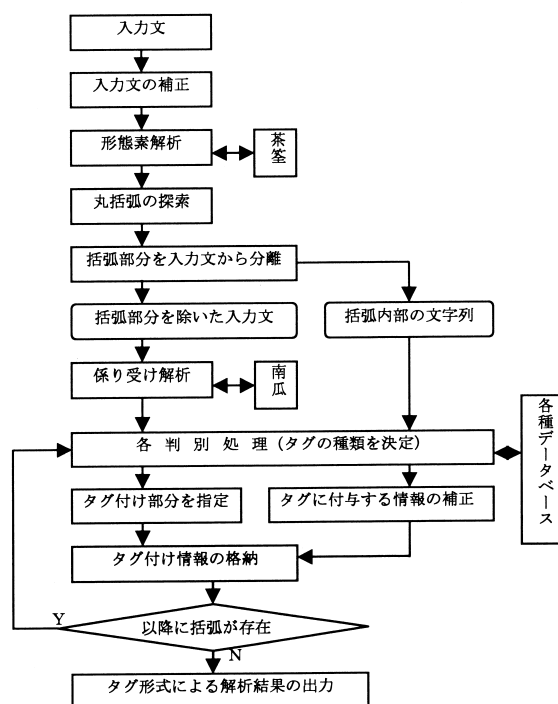 入力文
入力文の補正
形態素解析
茶筌
丸括弧の探索
括弧部分を入力文から分離
括弧部分を除いた入力文
括弧内部の文字列
係り受け解析
南瓜
各判別処理（タグの種類を決定）
各種データベース
タグ付け部分を指定
タグに付与する情報の補正
タグ付け情報の格納
Y
以降に括弧が存在
N
タグ形式による解析結果の出力